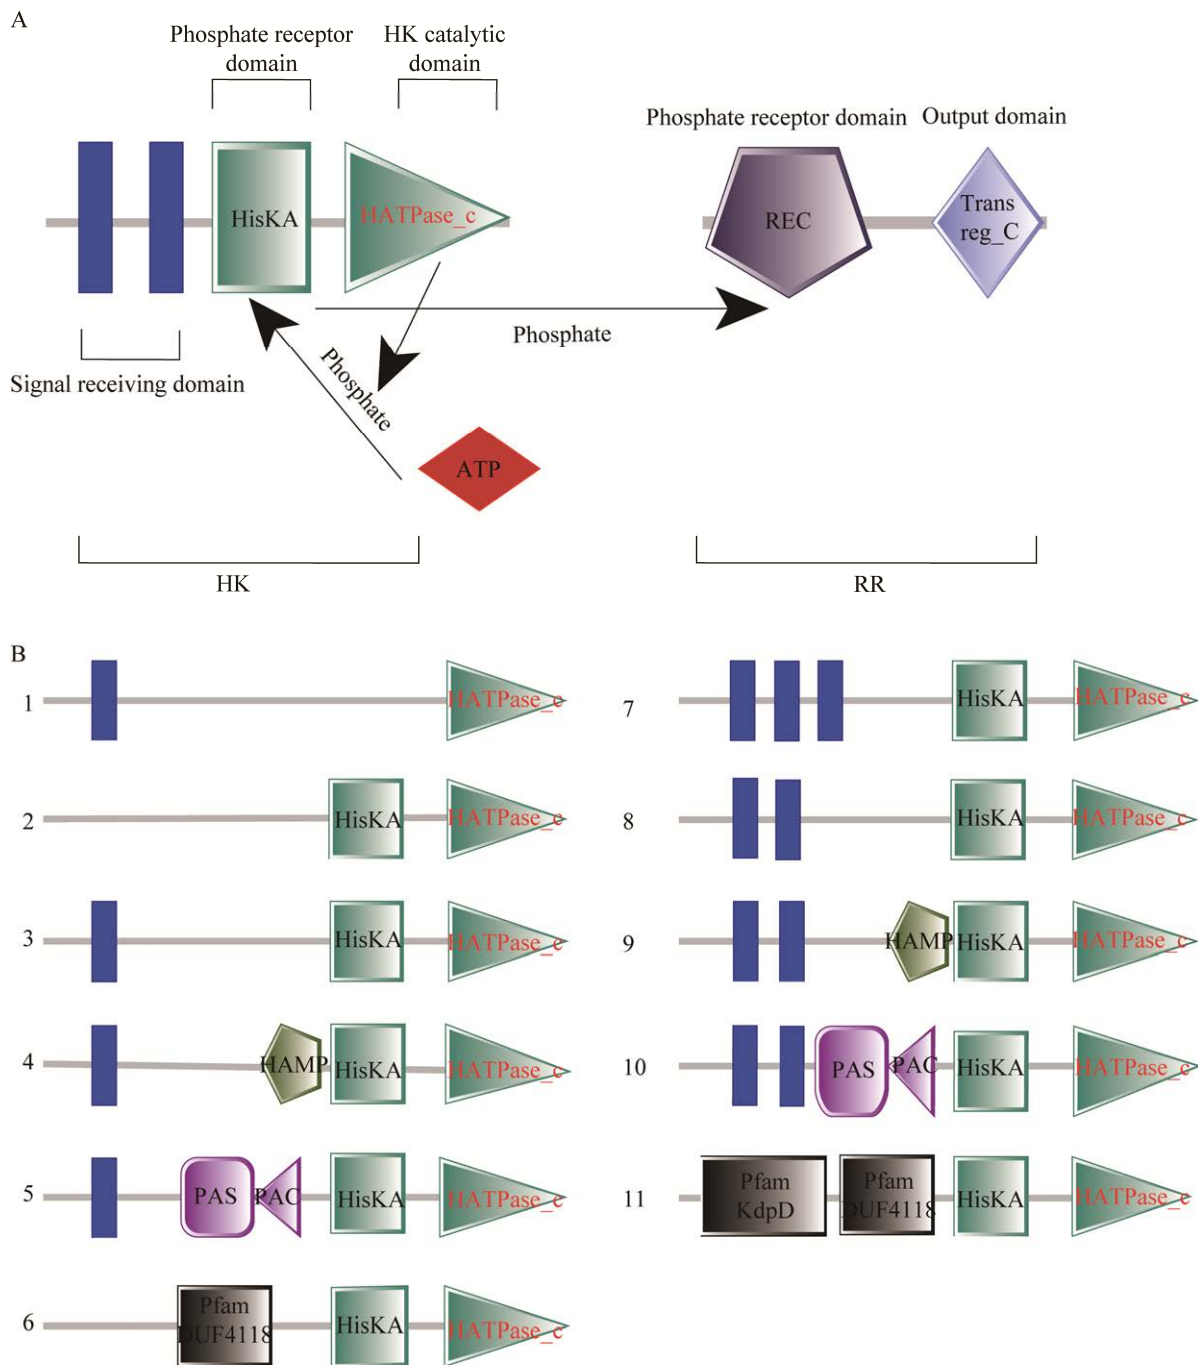 A
Phosphate receptor
domain
HK catalytic
domain
Phosphate receptor domain
Output domain
HisKA
HATPase_c
REC
Trans
reg_C
Phosphate
Phosphate
Signal receiving domain
ATP
HK
RR
B
1
HATPase_c
7
HisKA
HATPase_c
2
HisKA
HATPase_c
8
HisKA
HATPase_c
3
HisKA
HATPase_c
9
HAMP
HisKA
HATPase_c
4
HAMP
HisKA
HATPase_c
10
PAS
PAC
HisKA
HATPase_c
5
PAS
PAC
HisKA
HATPase_c
11
Pfam
KdpD
Pfam
DUF4118
HisKA
HATPase_c
6
Pfam
DUF4118
HisKA
HATPase_c